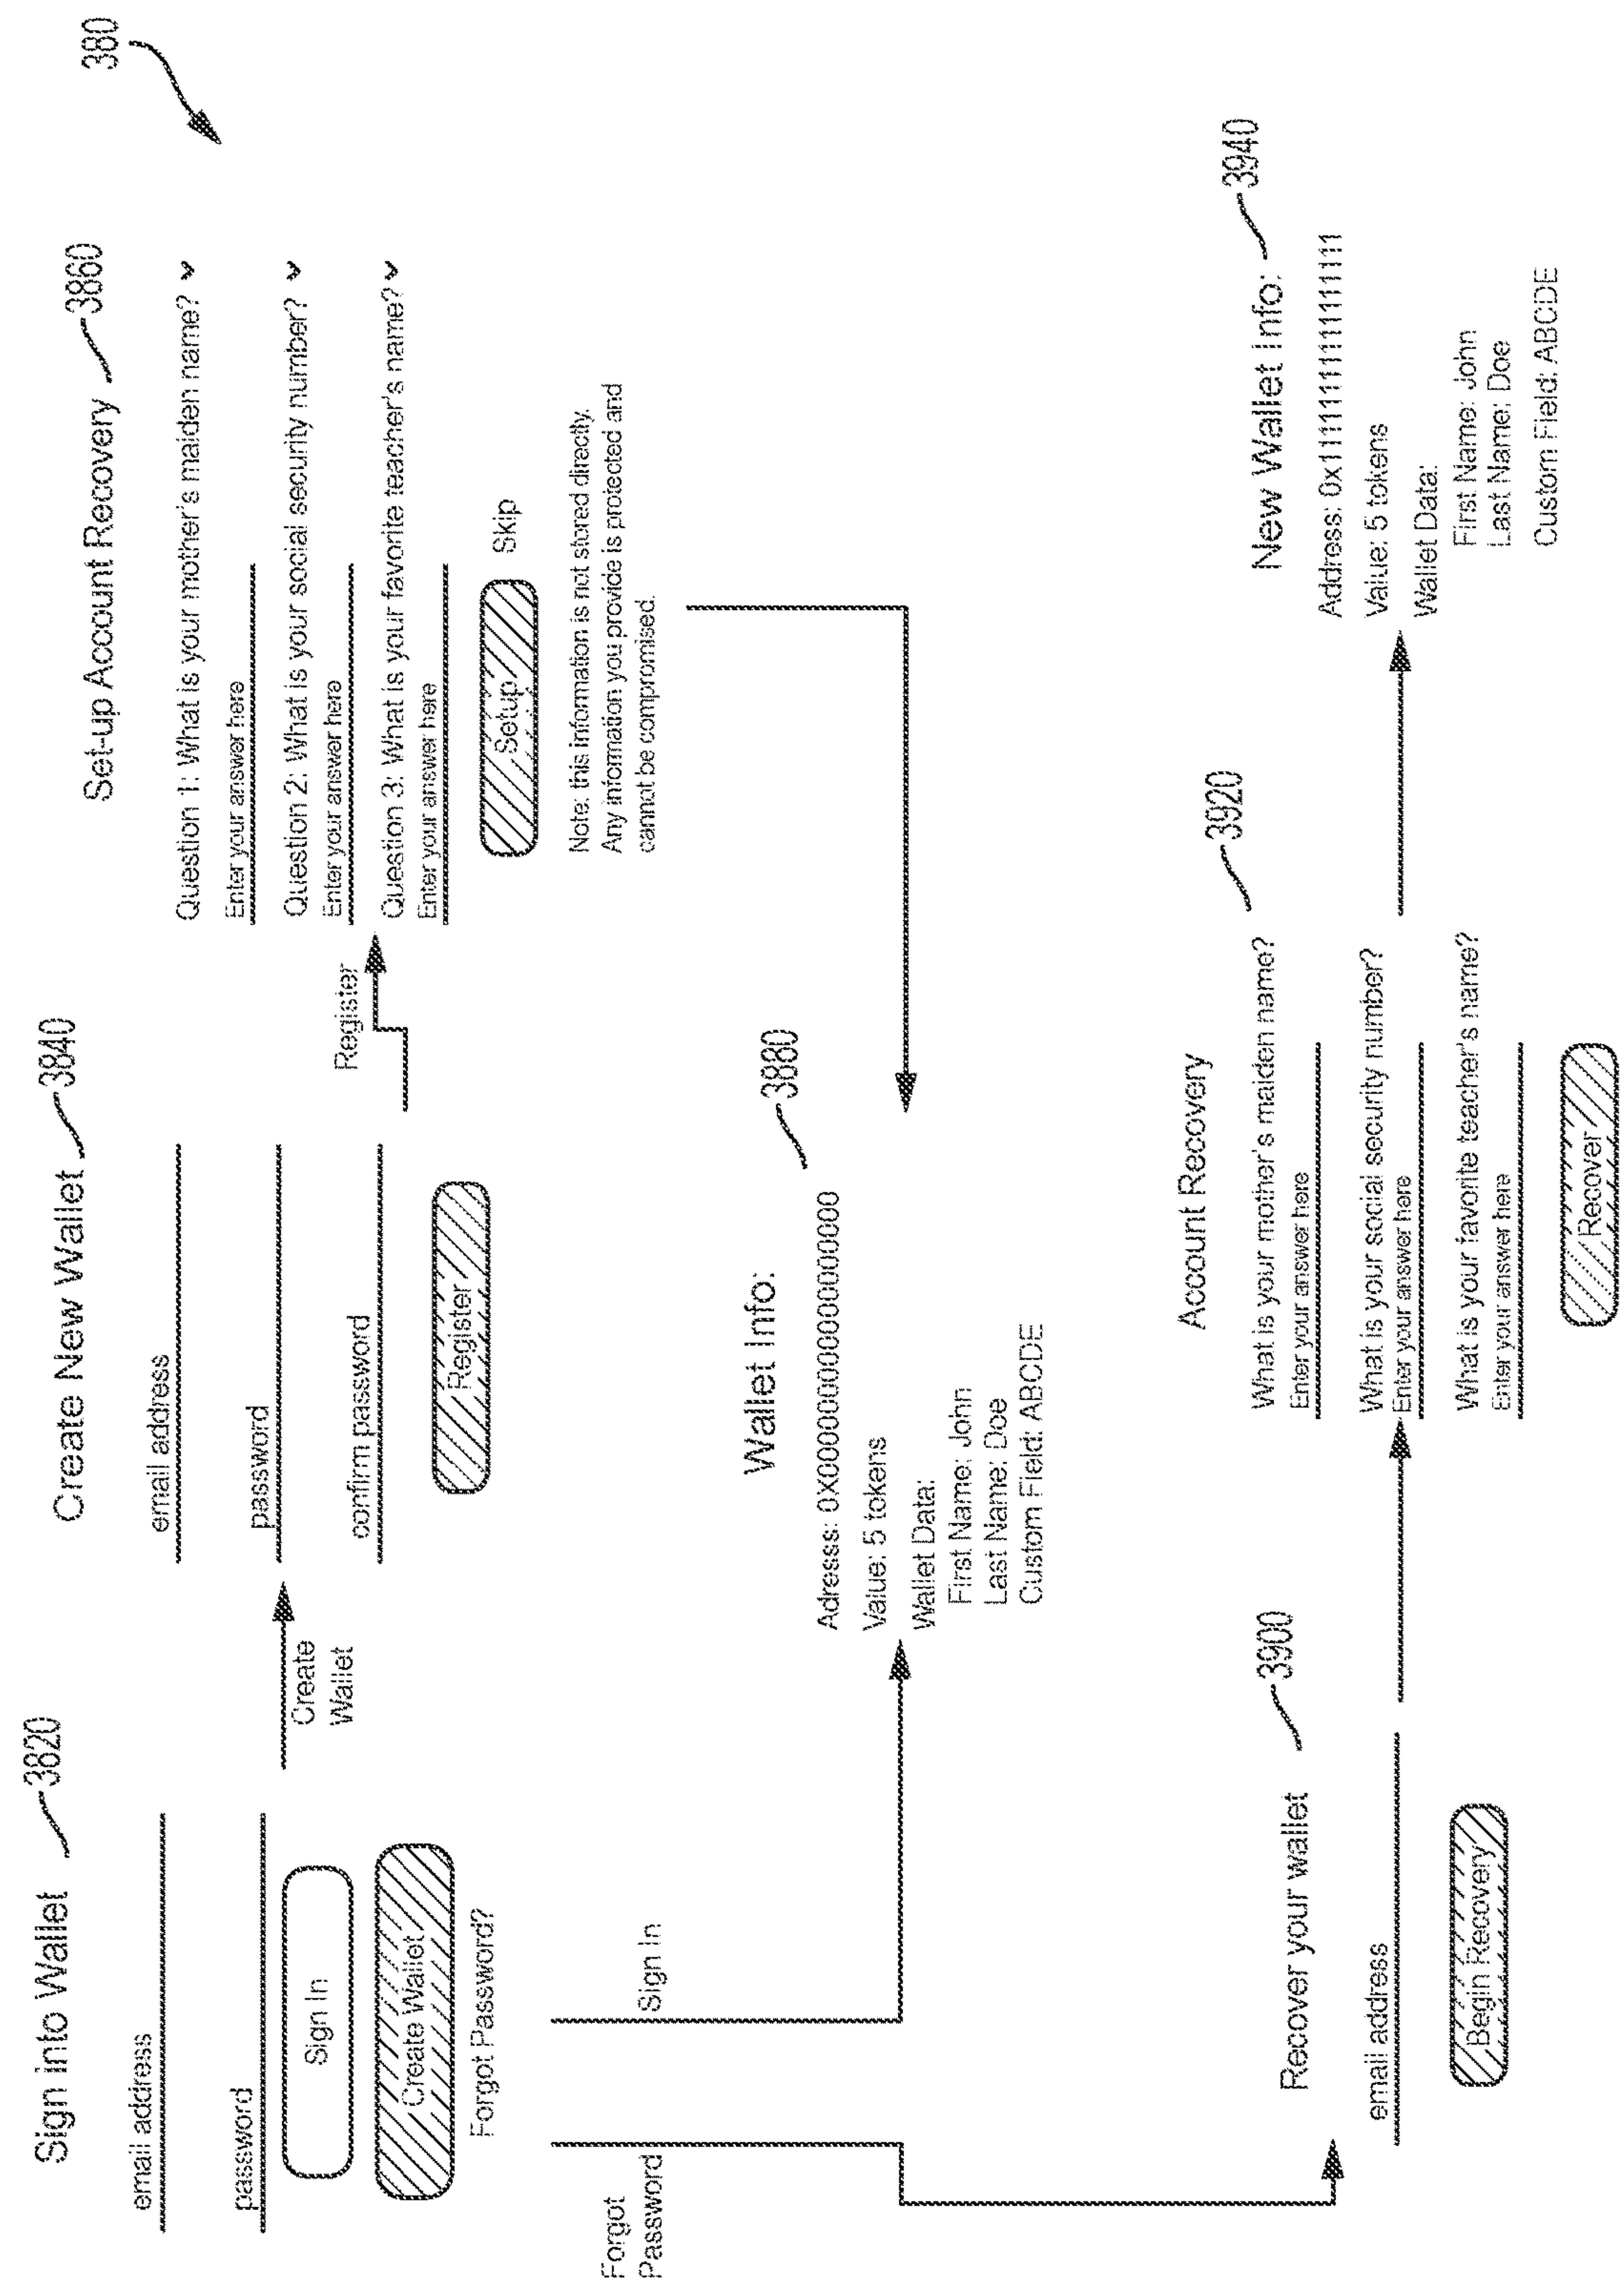 380
Sign into Wallet 3820
email address
password
Sign In
Create Wallet
Forgot Password?
Create
Wallet
Create New Wallet 3840
email address
password
confirm password
Register
Register
Set-up Account Recovery 3860
Question 1: What is your mother's maiden name?
Enter your answer here
Question 2: What is your social security number?
Enter your answer here
Question 3: What is your favorite teacher's name?
Enter your answer here
Setup Skip
Note: this information is not stored directly.
Any information you provide is protected and
cannot be compromised.
Sign In
Forgot
Password
Wallet Info: 3880
Adress: 0X00000000000000000000
Value: 5 tokens
Wallet Data:
First Name: John
Last Name: Doe
Custom Field: ABCDE
Recover your wallet 3900
email address
Begin Recovery
Account Recovery 3920
What is your mother's maiden name?
Enter your answer here
What is your social security number?
Enter your answer here
What is your favorite teacher's name?
Enter your answer here
Recover
New Wallet Info: 3940
Address: 0x11111111111111111111
Value: 5 tokens
Wallet Data:
First Name: John
Last Name: Doe
Custom Field: ABCDE